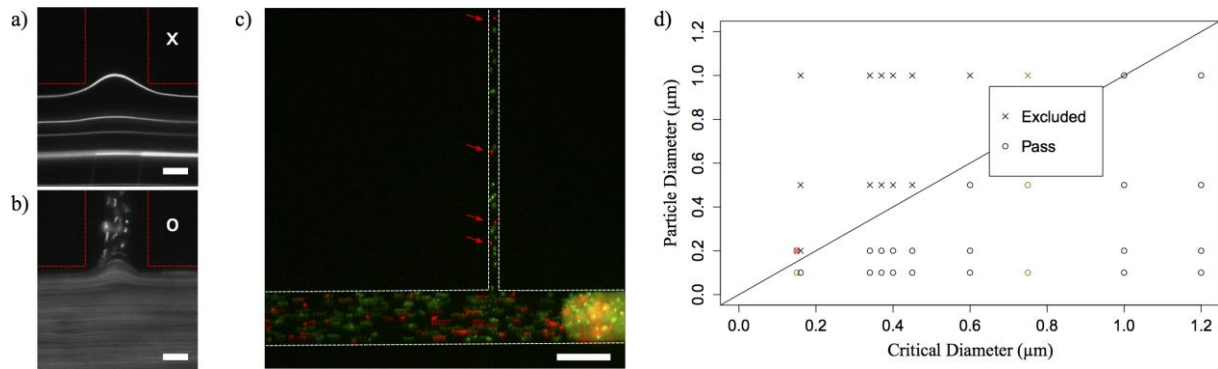 a)
X
b)
O
c)
d)
Particle Diameter (µm)
1.2
1.0
0.8
0.6
0.4
0.2
0.0
Excluded
Pass
0.0 0.2 0.4 0.6 0.8 1.0 1.2
Critical Diameter (µm)